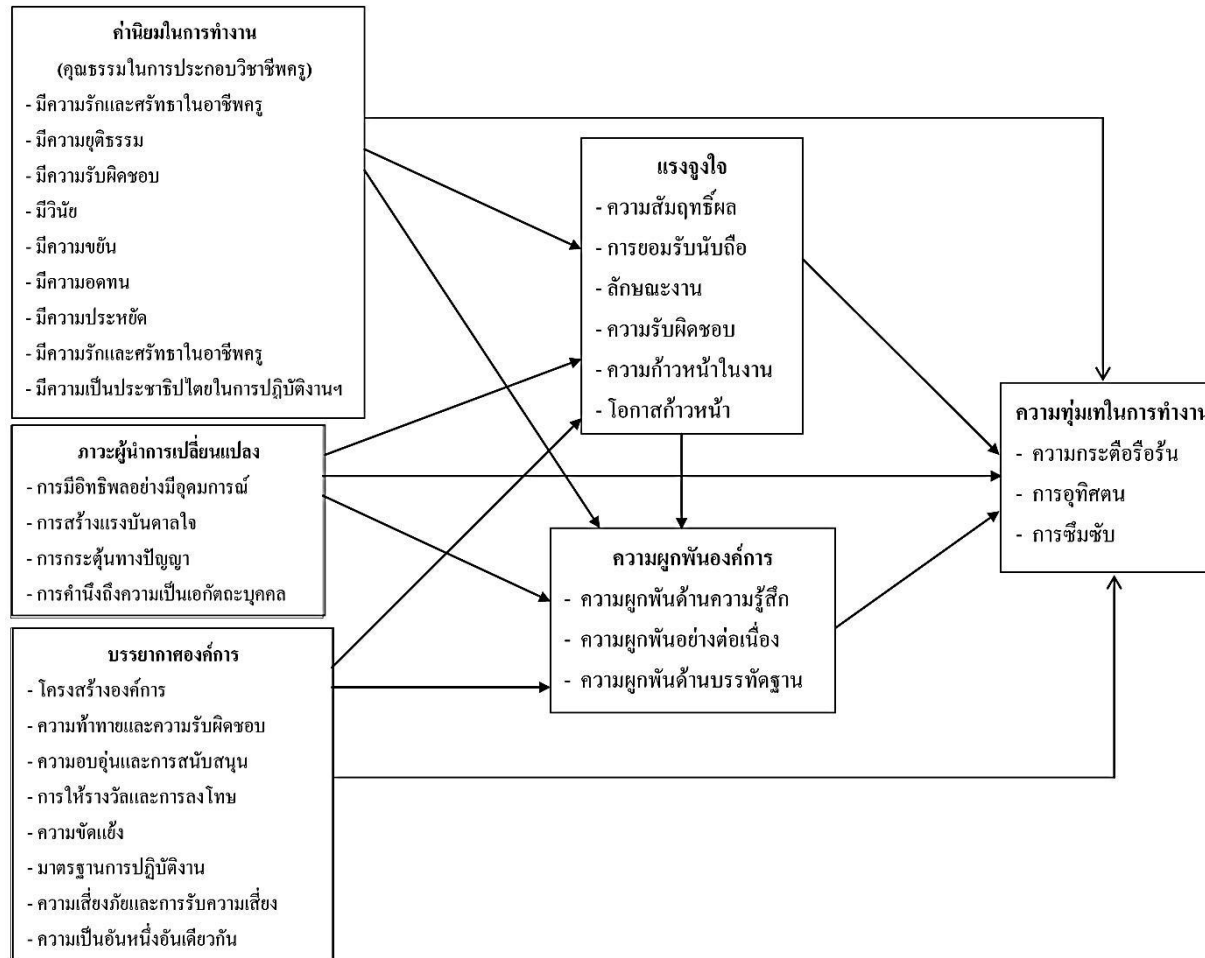 ค่านิยมในการทำงาน
(คุณธรรมในการประกอบวิชาชีพครู)
- มีความรักและศรัทธาในอาชีพครู
- มีความยุติธรรม
- มีความรับผิดชอบ
- มีวินัย
- มีความขยัน
- มีความอดทน
- มีความประหยัด
- มีความรักและศรัทธาในอาชีพครู
- มีความเป็นประชาธิปไตยในการปฏิบัติงานฯ
ภาวะผู้นำการเปลี่ยนแปลง
- การมีอิทธิพลอย่างมีอุดมการณ์
- การสร้างแรงบันดาลใจ
- การกระตุ้นทางปัญญา
- การคำนึงถึงความเป็นเอกัตถะบุคคล
บรรยากาศองค์การ
- โครงสร้างองค์การ
- ความท้าทายและความรับผิดชอบ
- ความอบอุ่นและการสนับสนุน
- การให้รางวัลและการลงโทษ
- ความขัดแย้ง
- มาตรฐานการปฏิบัติงาน
- ความเสี่ยงภัยและการรับความเสี่ยง
- ความเป็นอันหนึ่งอันเดียวกัน
แรงจูงใจ
- ความสัมฤทธิ์ผล
- การยอมรับนับถือ
- ลักษณะงาน
- ความรับผิดชอบ
- ความก้าวหน้าในงาน
- โอกาสก้าวหน้า
ความผูกพันองค์การ
- ความผูกพันด้านความรู้สึก
- ความผูกพันอย่างต่อเนื่อง
- ความผูกพันด้านบรรทัดฐาน
ความทุ่มเทในการทำงาน
- ความกระตือรือร้น
- การอุทิศตน
- การซึมซับ